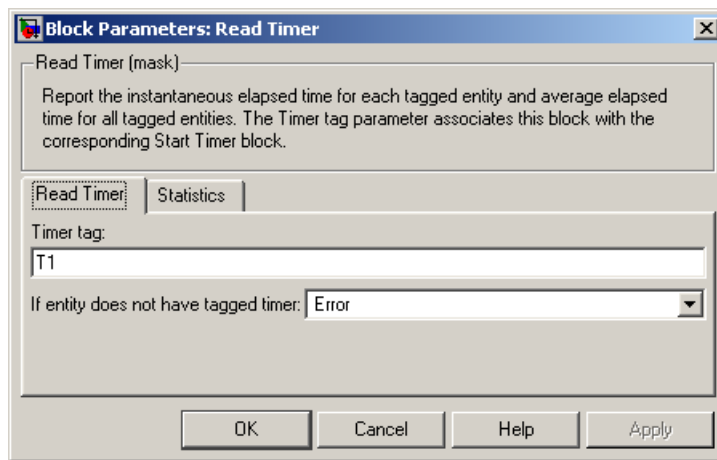 Block Parameters: Read Timer
Read Timer (mask)
Report the instantaneous elapsed time for each tagged entity and average elapsed
time for all tagged entities. The Timer tag parameter associates this block with the
corresponding Start Timer block.
Read Timer Statistics
Timer tag:
T1
If entity does not have tagged timer: Error
OK Cancel Help Apply